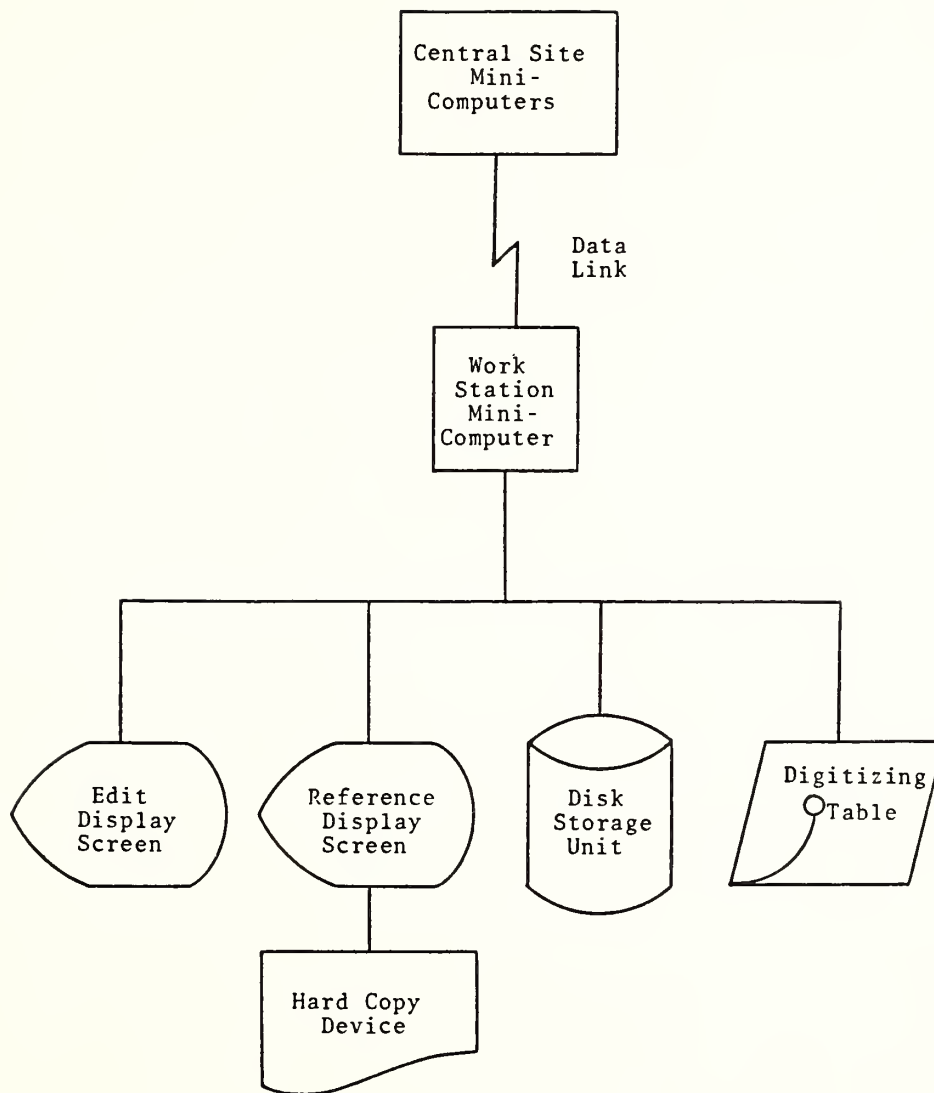 Central Site
Mini-
Computers
Data
Link
Work
Station
Mini-
Computer
Edit
Display
Screen
Reference
Display
Screen
Disk
Storage
Unit
Digitizing
Table
Hard Copy
Device